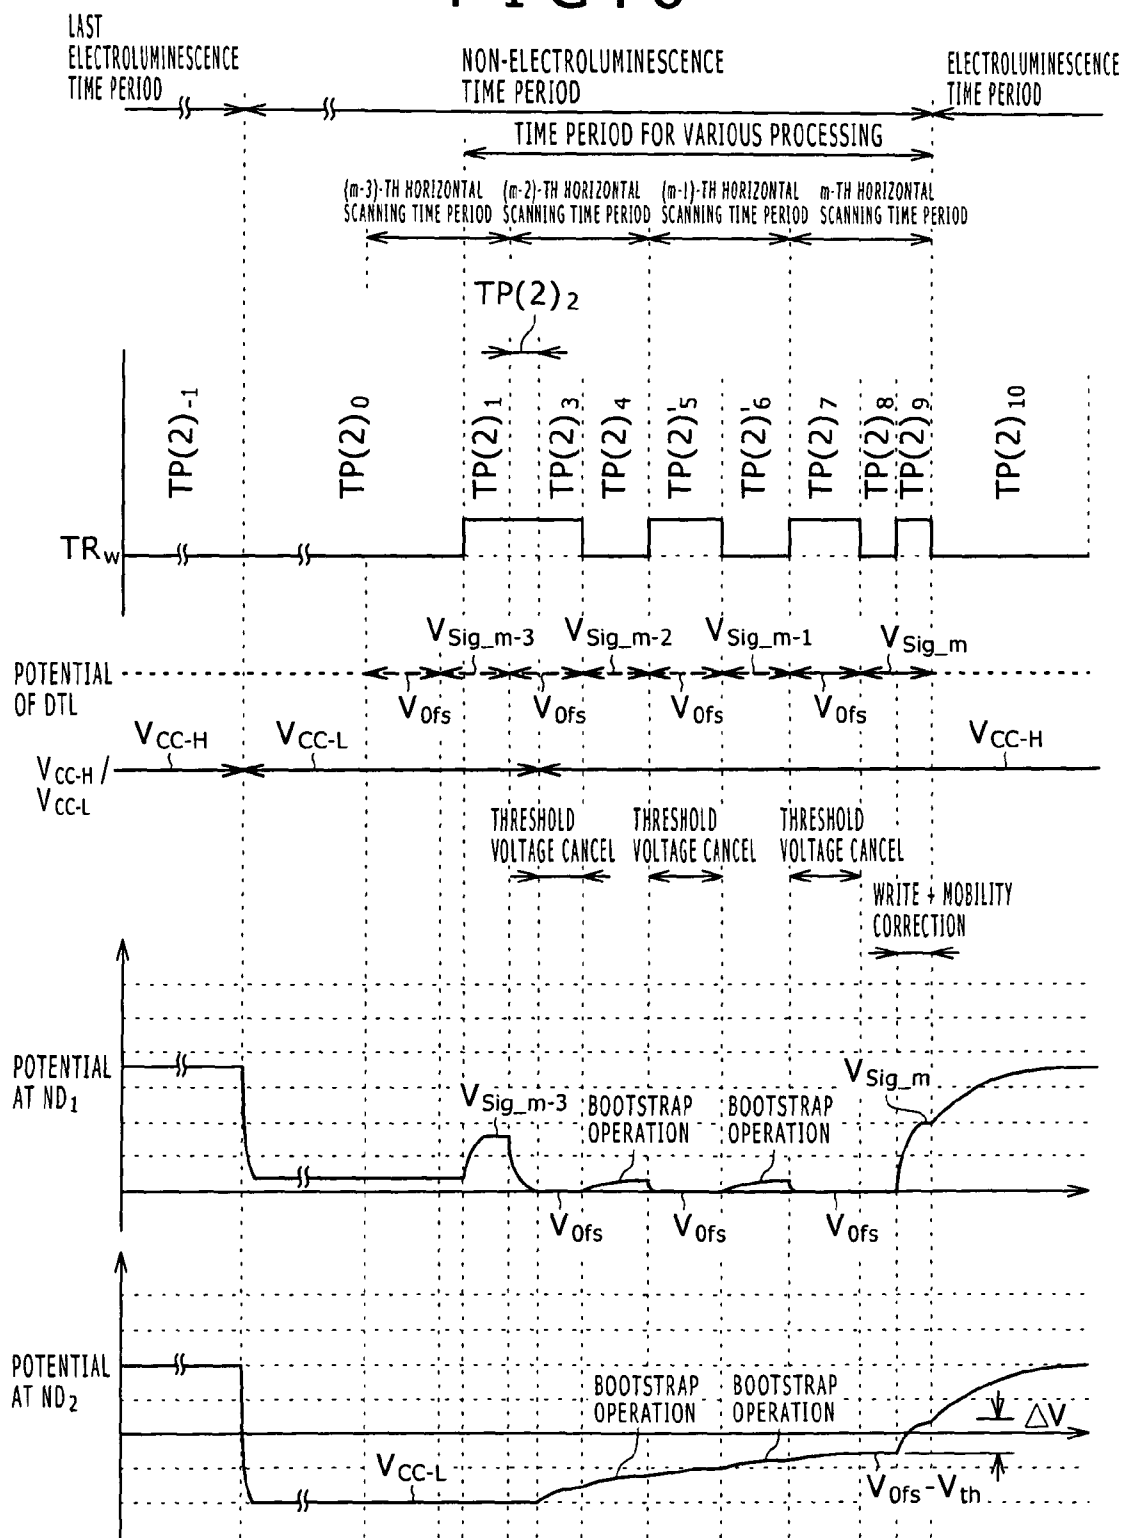 LAST
ELECTROLUMINESCENCE
TIME PERIOD
NON-ELECTROLUMINESCENCE
TIME PERIOD
ELECTROLUMINESCENCE
TIME PERIOD
TIME PERIOD FOR VARIOUS PROCESSING
(m-3)-TH HORIZONTAL
SCANNING TIME PERIOD
(m-2)-TH HORIZONTAL
SCANNING TIME PERIOD
(m-1)-TH HORIZONTAL
SCANNING TIME PERIOD
m-TH HORIZONTAL
SCANNING TIME PERIOD
TP(2)2
TP(2)-1
TP(2)0
TP(2)1
TP(2)3
TP(2)4
TP(2)'5
TP(2)'6
TP(2)7
TP(2)8
TP(2)9
TP(2)10
TRW
VSig_m-3
VSig_m-2
VSig_m-1
VSig_m
POTENTIAL
OF DTL
VOfs
VOfs
VOfs
VOfs
VCC-H
VCC-L
VCC-H
VCC-H /
VCC-L
THRESHOLD
VOLTAGE CANCEL
THRESHOLD
VOLTAGE CANCEL
THRESHOLD
VOLTAGE CANCEL
WRITE + MOBILITY
CORRECTION
POTENTIAL
AT ND1
VSig_m-3
BOOTSTRAP
OPERATION
BOOTSTRAP
OPERATION
VSig_m
VOfs
VOfs
VOfs
POTENTIAL
AT ND2
BOOTSTRAP
OPERATION
BOOTSTRAP
OPERATION
ΔV
VCC-L
VOfs-Vth